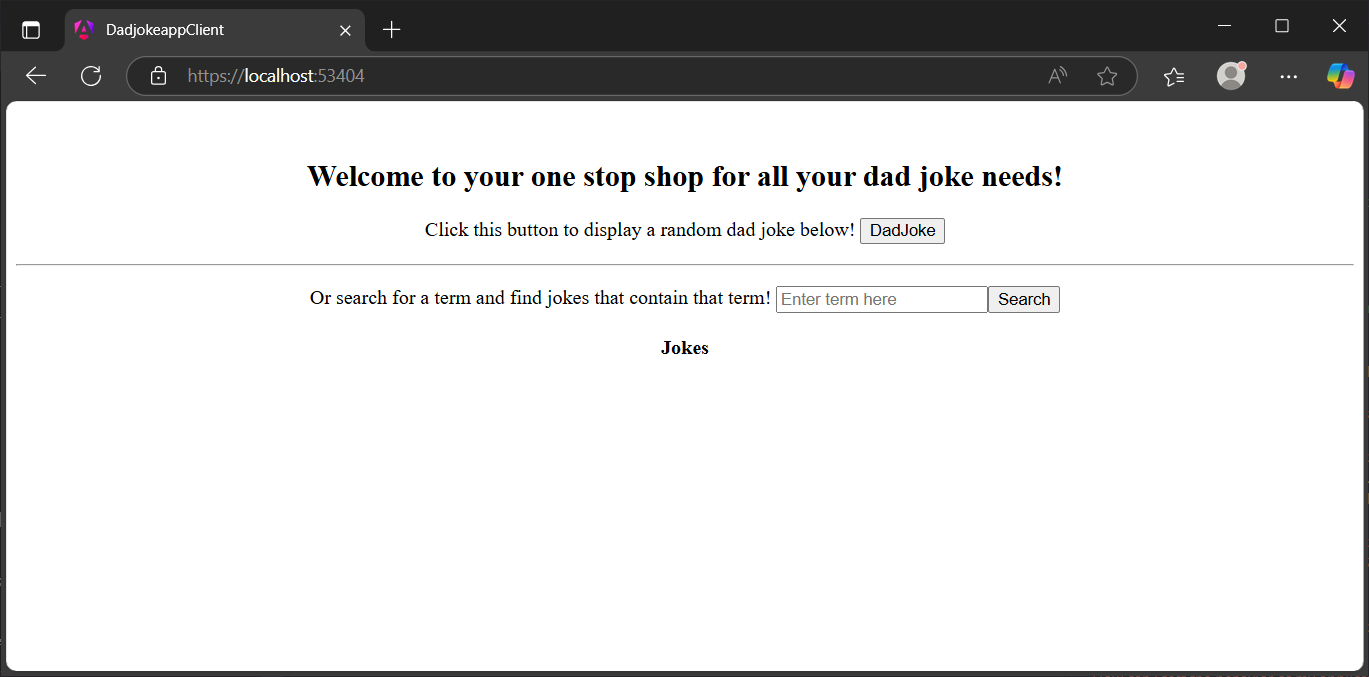 DadjokeappClient
https://localhost:53404
Welcome to your one stop shop for all your dad joke needs!
Click this button to display a random dad joke below! DadJoke
Or search for a term and find jokes that contain that term! Enter term here Search
Jokes